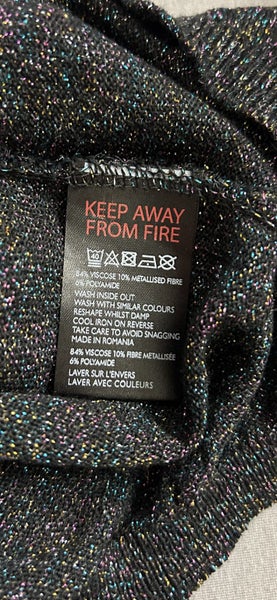 KEEP AWAY
FROM FIRE
40
84% VISCOSE 10% METALLISED FIBRE
6% POLYAMIDE
WASH INSIDE OUT
WASH WITH SIMILAR COLOURS
RESHAPE WHILST DAMP
COOL IRON ON REVERSE
TAKE CARE TO AVOID SNAGGING
MADE IN ROMANIA
84% VISCOSE 10% FIBRE MÉTALLISÉE
6% POLYAMIDE
LAVER SUR L'ENVERS
LAVER AVEC COULEURS